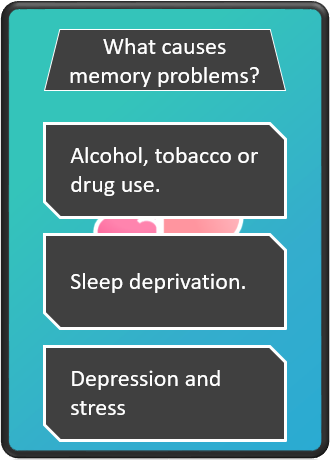 What causes
memory problems?
Alcohol, tobacco or
drug use.
Sleep deprivation.
Depression and
stress